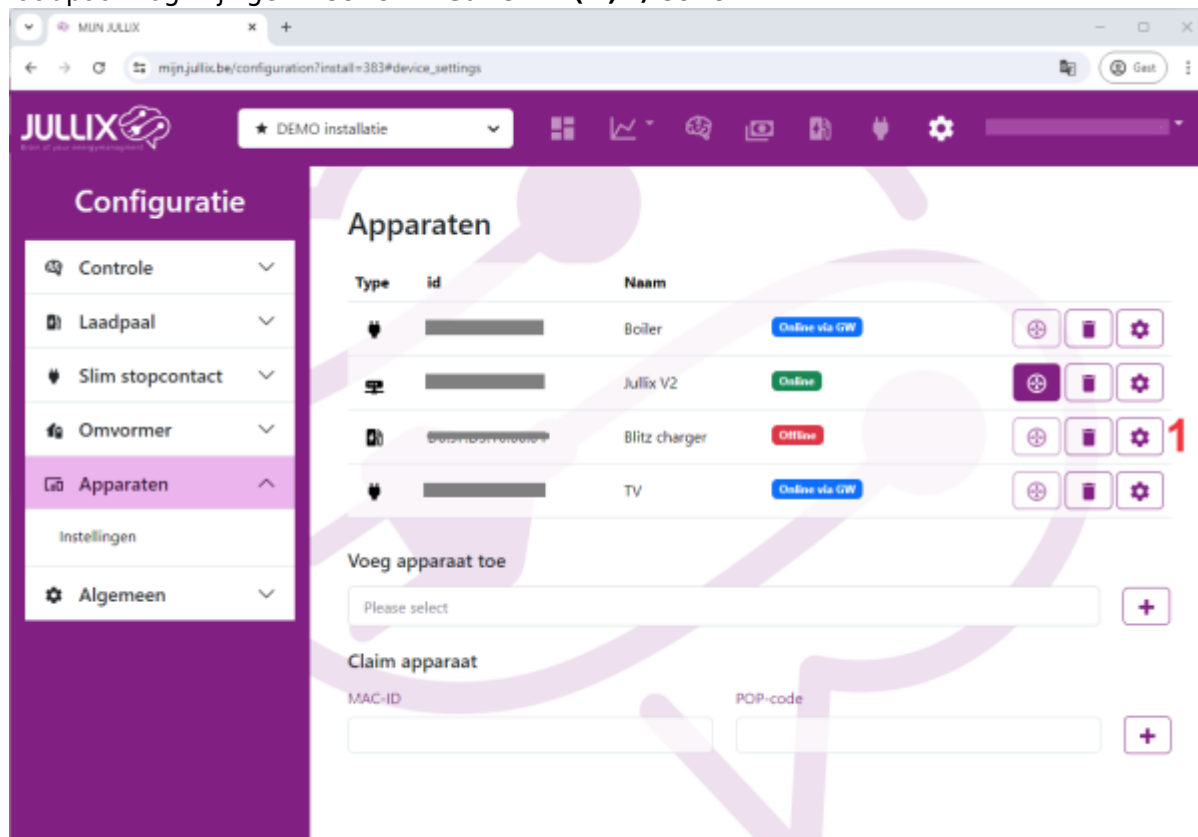 MIJN JULLIX
mijn.jullix.be/configuration?install=383#device_settings
Gast
JULLIX
★ DEMO installatie
Configuratie
Controle
Laadpaal
Slim stopcontact
Omvormer
Apparaten
Instellingen
Algemeen
Apparaten
Type id Naam
Boiler Online via GW
Jullix V2 Online
Blitz charger Offline 1
TV Online via GW
Voeg apparaat toe
Please select
+
Claim apparaat
MAC-ID POP-code
+